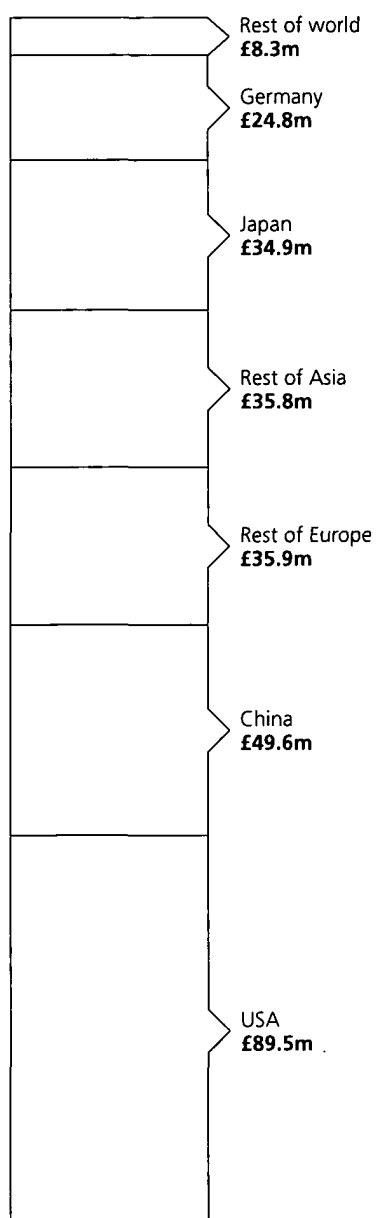 Rest of world
£8.3m
Germany
£24.8m
Japan
£34.9m
Rest of Asia
£35.8m
Rest of Europe
£35.9m
China
£49.6m
USA
£89.5m